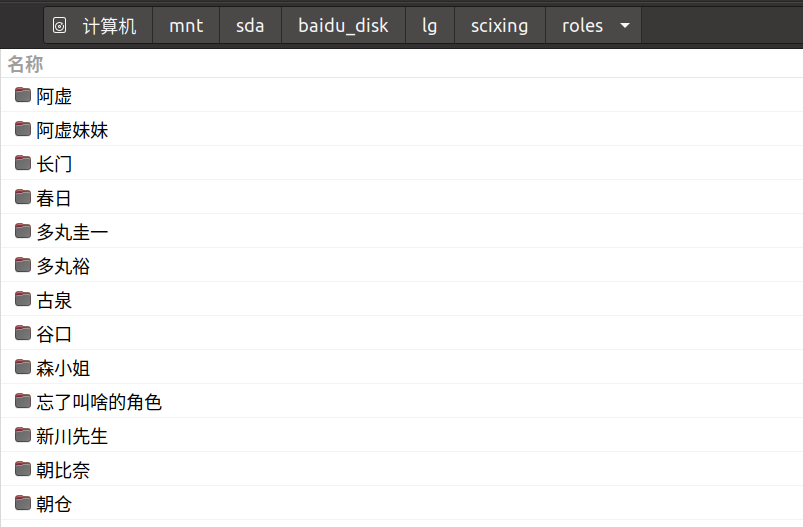 计算机 mnt sda baidu_disk lg scixing roles
名称
阿虚
阿虚妹妹
长门
春日
多丸圭一
多丸裕
古泉
谷口
森小姐
忘了叫啥的角色
新川先生
朝比奈
朝仓